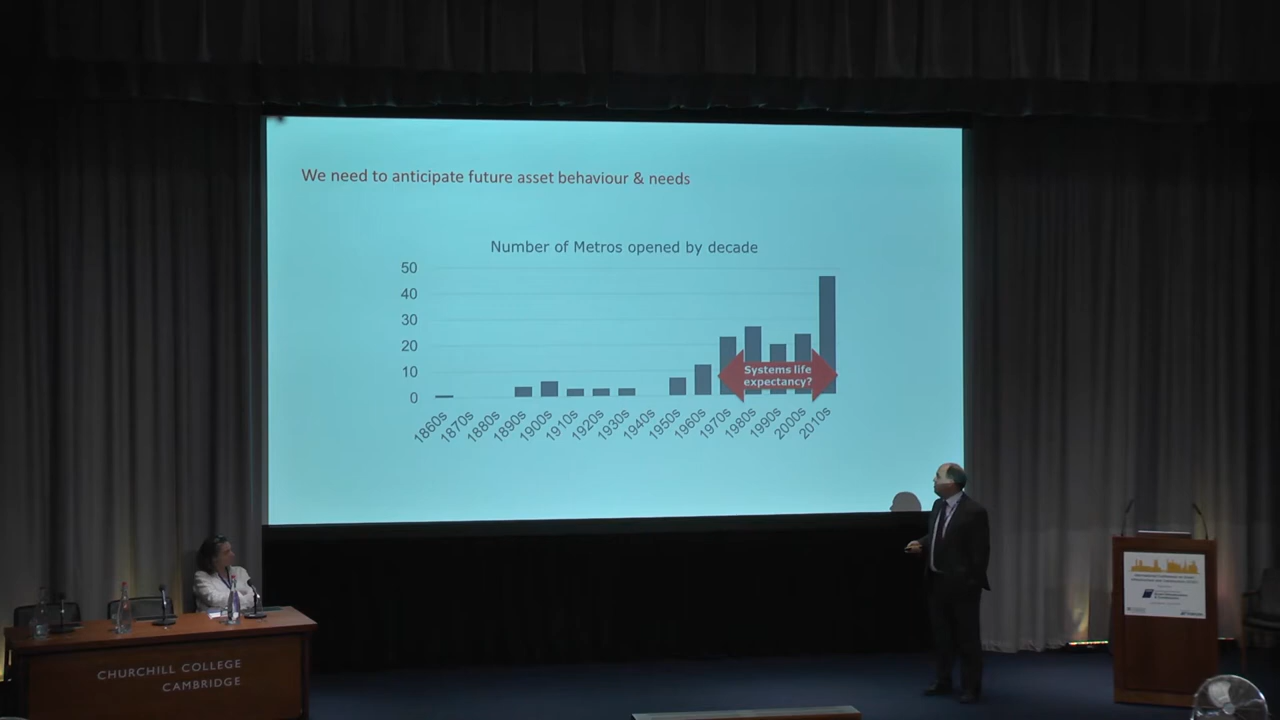 We need to anticipate future asset behaviour & needs
Number of Metros opened by decade
50
40
30
20
10
0
Systems life
expectancy?
1860s
1870s
1880s
1890s
1900s
1910s
1920s
1930s
1940s
1950s
1960s
1970s
1980s
1990s
2000s
2010s
CHURCHILL COLLEGE
CAMBRIDGE